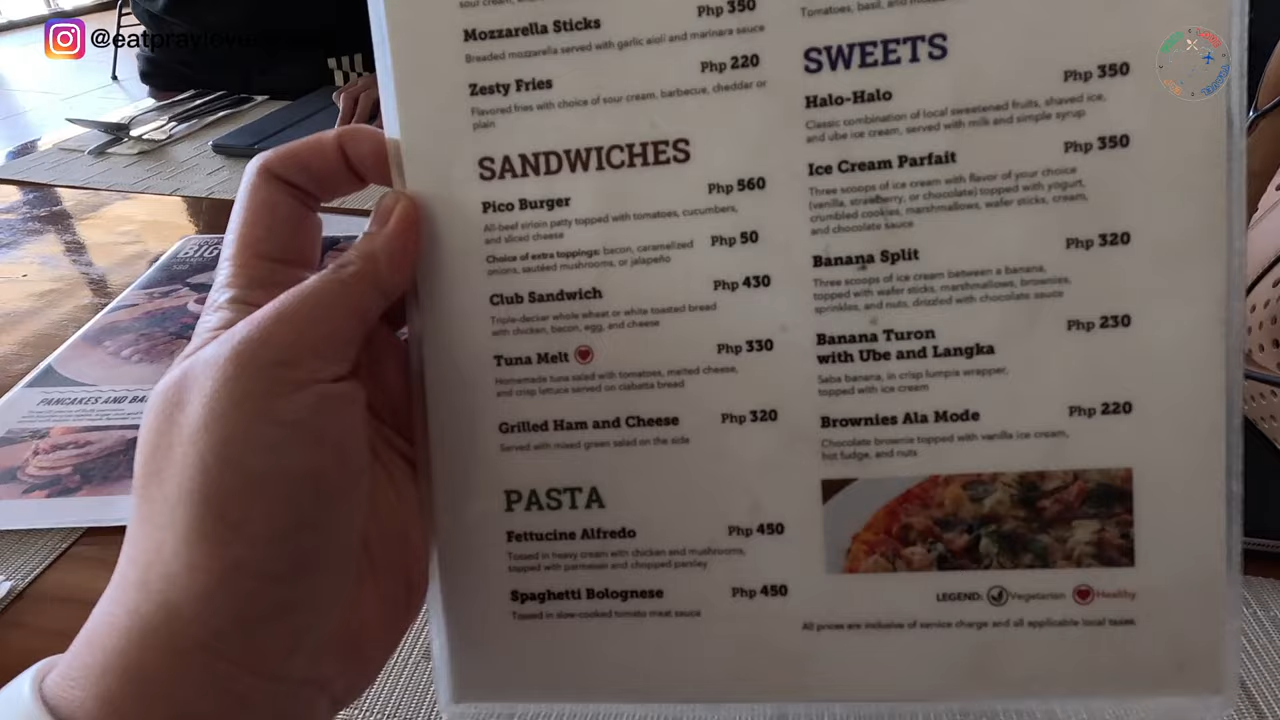 @eatpraylove
sour cream, and
Php 350
Mozzarella Sticks
Breaded mozzarella served with garlic aioli and marinara sauce
Php 220
Zesty Fries
Flavored fries with choice of sour cream, barbecue, cheddar or
plain
SANDWICHES
Php 560
Pico Burger
All-beef sirloin patty topped with tomatoes, cucumbers,
and sliced cheese
Choice of extra toppings: bacon, caramelized Php 50
onions, sautéed mushrooms, or jalapeño
Club Sandwich Php 430
Triple-decker whole wheat or white toasted bread
with chicken, bacon, egg, and cheese
Tuna Melt Php 330
Homemade tuna salad with tomatoes, melted cheese,
and crisp lettuce served on ciabatta bread
Grilled Ham and Cheese Php 320
Served with mixed green salad on the side
PASTA
Fettucine Alfredo Php 450
Tossed in heavy cream with chicken and mushrooms,
topped with parmesan and chopped parsley
Spaghetti Bolognese Php 450
Tossed in slow-cooked tomato meat sauce
Tomatoes, basil, and
SWEETS
Php 350
Halo-Halo
Classic combination of local sweetened fruits, shaved ice,
and ube ice cream, served with milk and simple syrup
Ice Cream Parfait Php 350
Three scoops of ice cream with flavor of your choice
(vanilla, strawberry, or chocolate) topped with yogurt,
crumbled cookies, marshmallows, wafer sticks, cream,
and chocolate sauce
Banana Split Php 320
Three scoops of ice cream between a banana,
topped with wafer sticks, marshmallows, brownies,
sprinkles, and nuts, drizzled with chocolate sauce
Banana Turon Php 230
with Ube and Langka
Saba banana, in crisp lumpia wrapper,
topped with ice cream
Brownies Ala Mode Php 220
Chocolate brownie topped with vanilla ice cream,
hot fudge, and nuts
LEGEND: Vegetarian Healthy
All prices are inclusive of service charge and all applicable local taxes.
BIG
PANCAKES AND